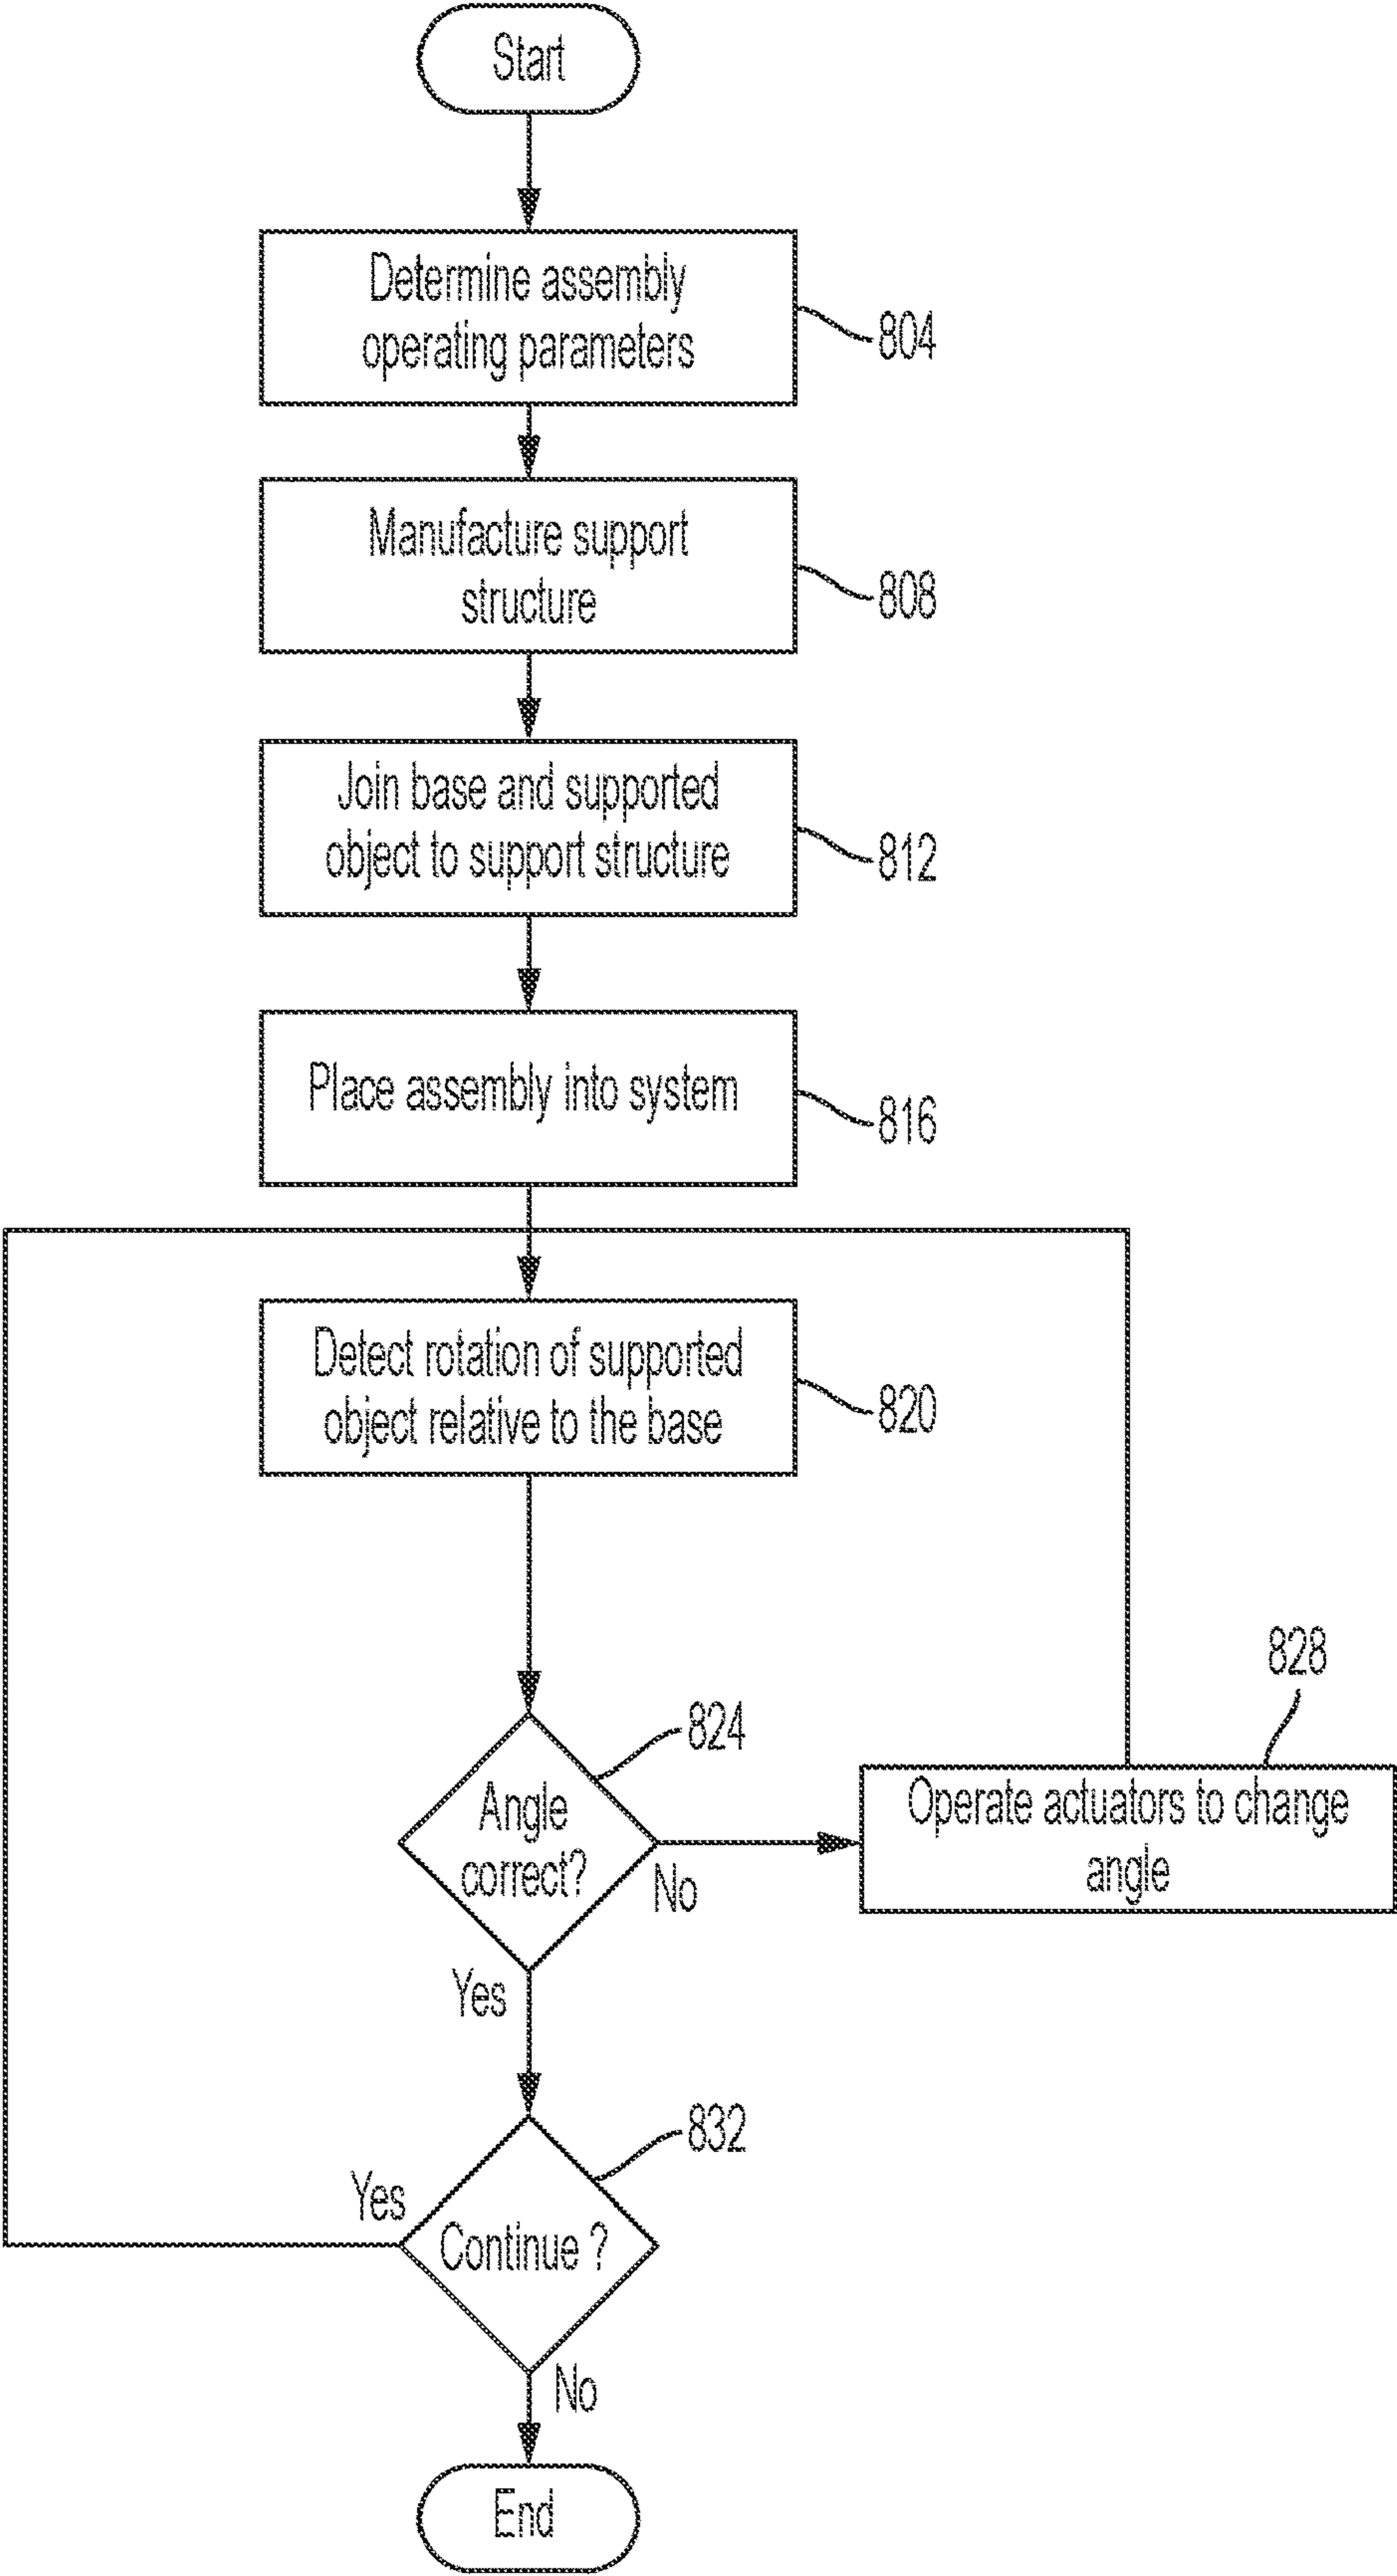 Start
Determine assembly
operating parameters
804
Manufacture support
structure
808
Join base and supported
object to support structure
812
Place assembly into system
816
Detect rotation of supported
object relative to the base
820
824
Angle
correct?
No
Yes
828
Operate actuators to change
angle
832
Yes
Continue ?
No
End